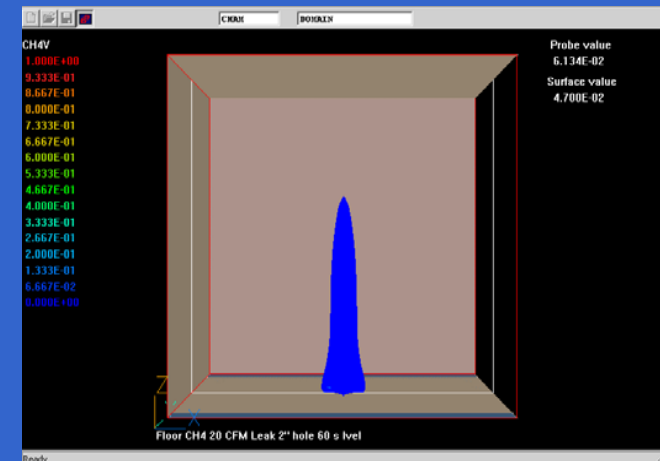 CHAM DOMAIN
CH4V
1.000E+00
9.333E-01
8.667E-01
8.000E-01
7.333E-01
6.667E-01
6.000E-01
5.333E-01
4.667E-01
4.000E-01
3.333E-01
2.667E-01
2.000E-01
1.333E-01
6.667E-02
0.000E+00
Probe value
6.134E-02
Surface value
4.700E-02
Z
X
Floor CH4 20 CFM Leak 2" hole 60 s lvel
Ready